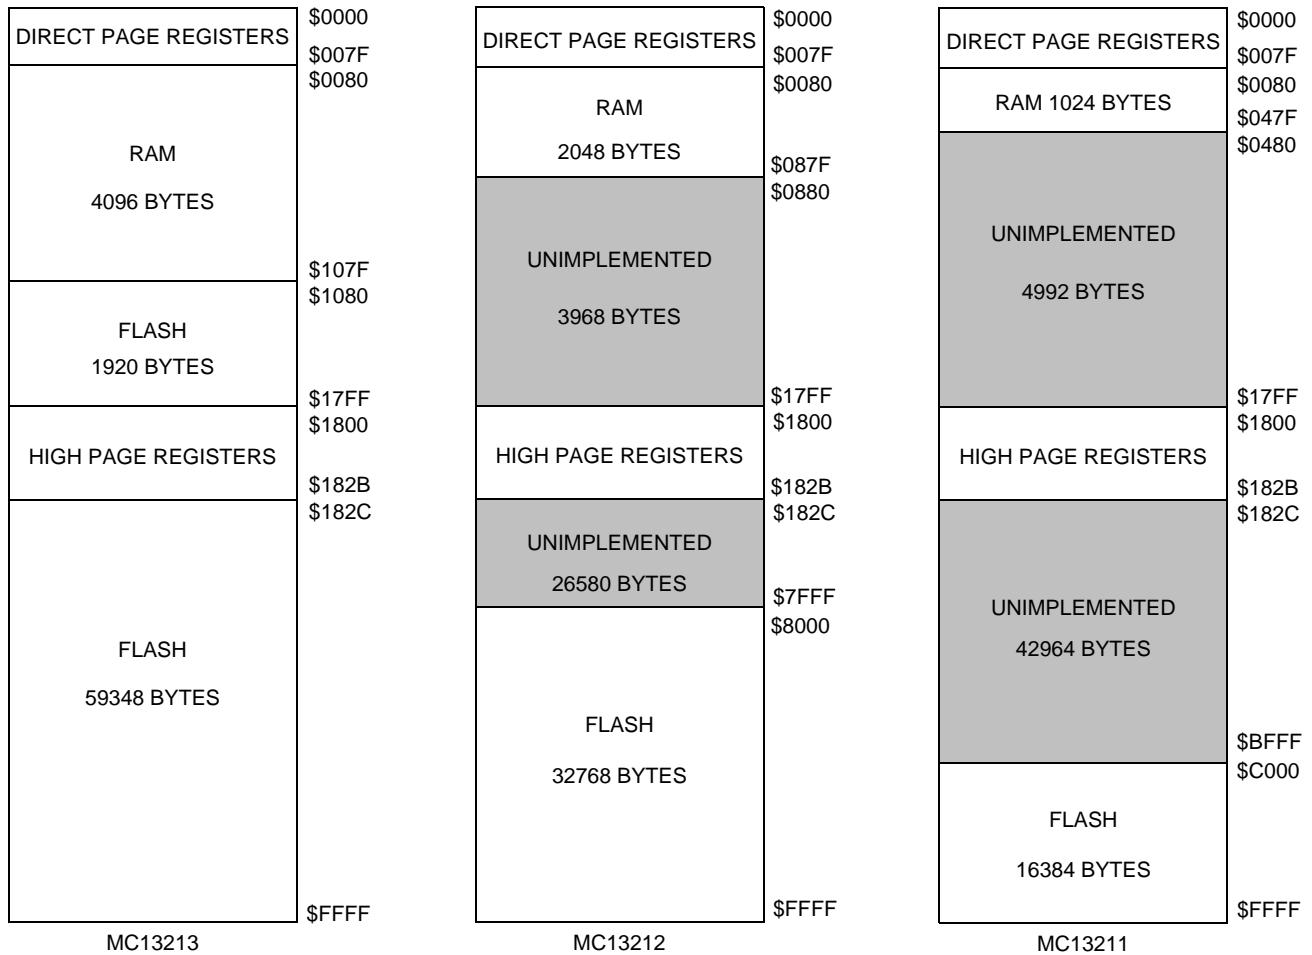 DIRECT PAGE REGISTERS
$0000
$007F
$0080
RAM
4096 BYTES
$107F
$1080
FLASH
1920 BYTES
$17FF
$1800
HIGH PAGE REGISTERS
$182B
$182C
FLASH
59348 BYTES
$FFFF
MC13213
DIRECT PAGE REGISTERS
$0000
$007F
$0080
RAM
2048 BYTES
$087F
$0880
UNIMPLEMENTED
3968 BYTES
$17FF
$1800
HIGH PAGE REGISTERS
$182B
$182C
UNIMPLEMENTED
26580 BYTES
$7FFF
$8000
FLASH
32768 BYTES
$FFFF
MC13212
DIRECT PAGE REGISTERS
$0000
$007F
$0080
RAM 1024 BYTES
$047F
$0480
UNIMPLEMENTED
4992 BYTES
$17FF
$1800
HIGH PAGE REGISTERS
$182B
$182C
UNIMPLEMENTED
42964 BYTES
$BFFF
$C000
FLASH
16384 BYTES
$FFFF
MC13211